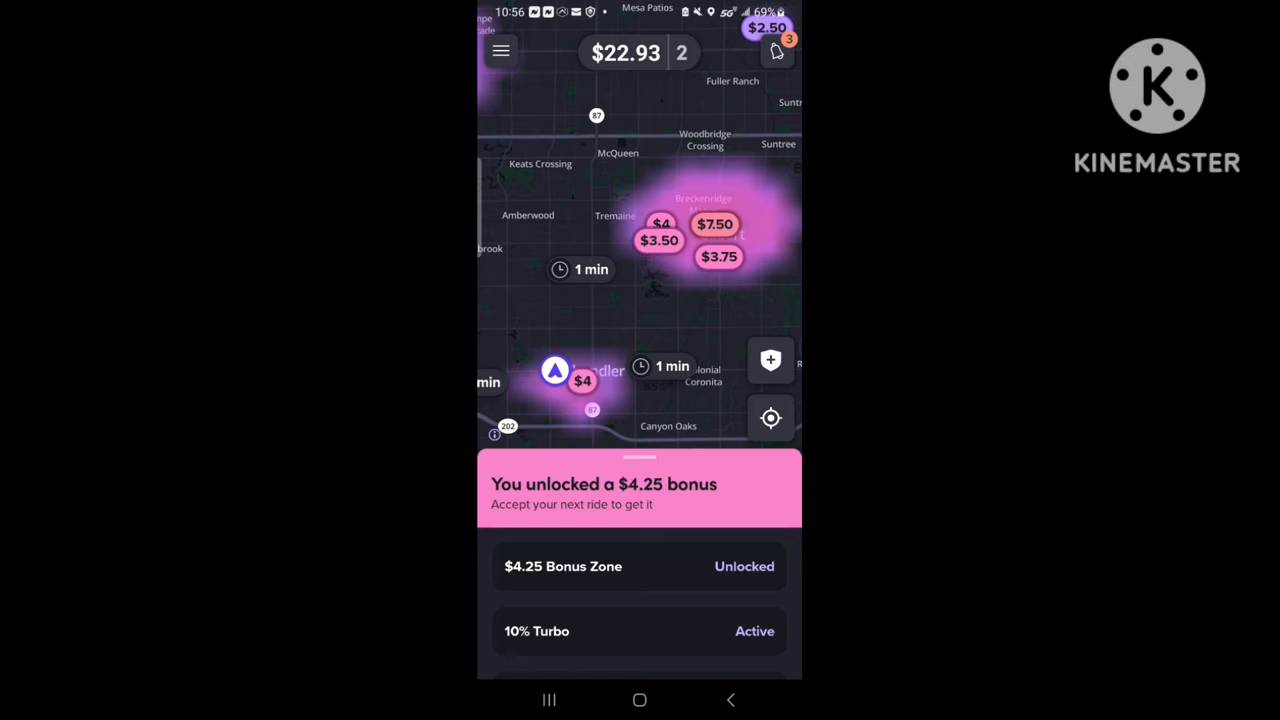 10:56
Mesa Patios
5G
69%
$2.50
3
$22.93 2
Fuller Ranch
87
Woodbridge
Crossing
Suntree
McQueen
Keats Crossing
Amberwood
Tremaine
Breckenridge
$4
$7.50
$3.50
$3.75
brook
1 min
1 min
min
$4
Colonial
Coronita
87
202
Canyon Oaks
You unlocked a $4.25 bonus
Accept your next ride to get it
$4.25 Bonus Zone Unlocked
10% Turbo Active
K
KINEMASTER